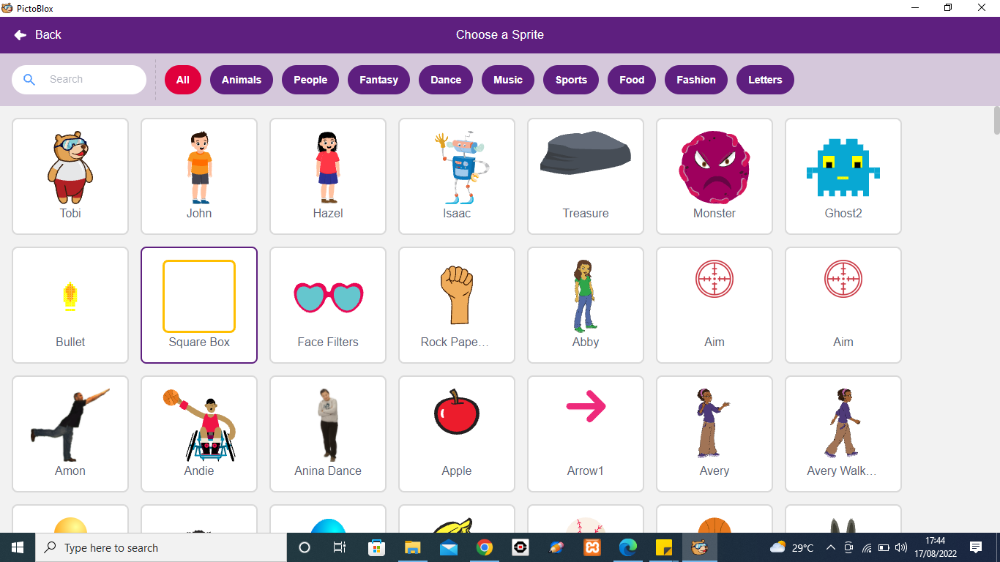 PictoBlox
Back
Choose a Sprite
Search
All
Animals
People
Fantasy
Dance
Music
Sports
Food
Fashion
Letters
Tobi
John
Hazel
Isaac
Treasure
Monster
Ghost2
Bullet
Square Box
Face Filters
Rock Pape...
Abby
Aim
Aim
Amon
Andie
Anina Dance
Apple
Arrow1
Avery
Avery Walk...
Type here to search
29°C
17:44
17/08/2022